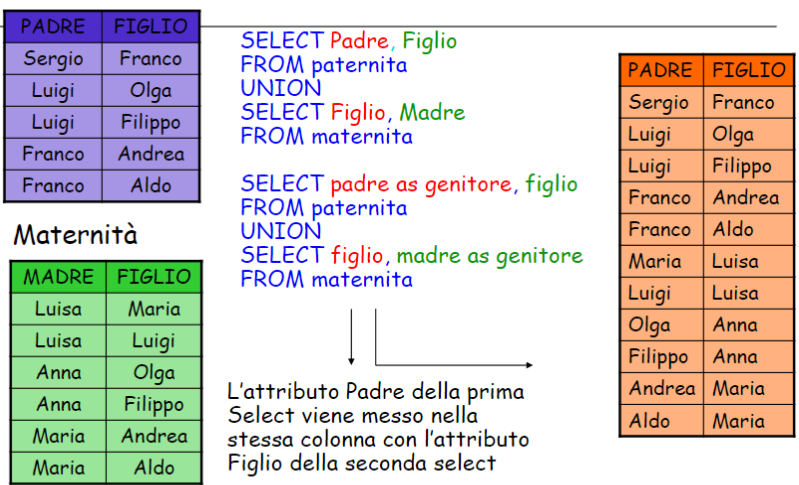 PADRE FIGLIO
Sergio Franco
Luigi Olga
Luigi Filippo
Franco Andrea
Franco Aldo
Maternità
MADRE FIGLIO
Luisa Maria
Luisa Luigi
Anna Olga
Anna Filippo
Maria Andrea
Maria Aldo
SELECT Padre, Figlio
FROM paternita
UNION
SELECT Figlio, Madre
FROM maternita
SELECT padre as genitore, figlio
FROM paternita
UNION
SELECT figlio, madre as genitore
FROM maternita
L'attributo Padre della prima
Select viene messo nella
stessa colonna con l'attributo
Figlio della seconda select
PADRE FIGLIO
Sergio Franco
Luigi Olga
Luigi Filippo
Franco Andrea
Franco Aldo
Maria Luisa
Luigi Luisa
Olga Anna
Filippo Anna
Andrea Maria
Aldo Maria